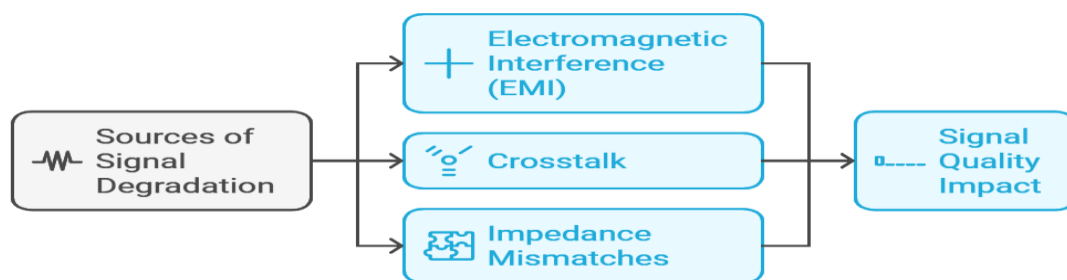 Sources of
Signal
Degradation
Electromagnetic
Interference
(EMI)
Crosstalk
Impedance
Mismatches
Signal
Quality
Impact